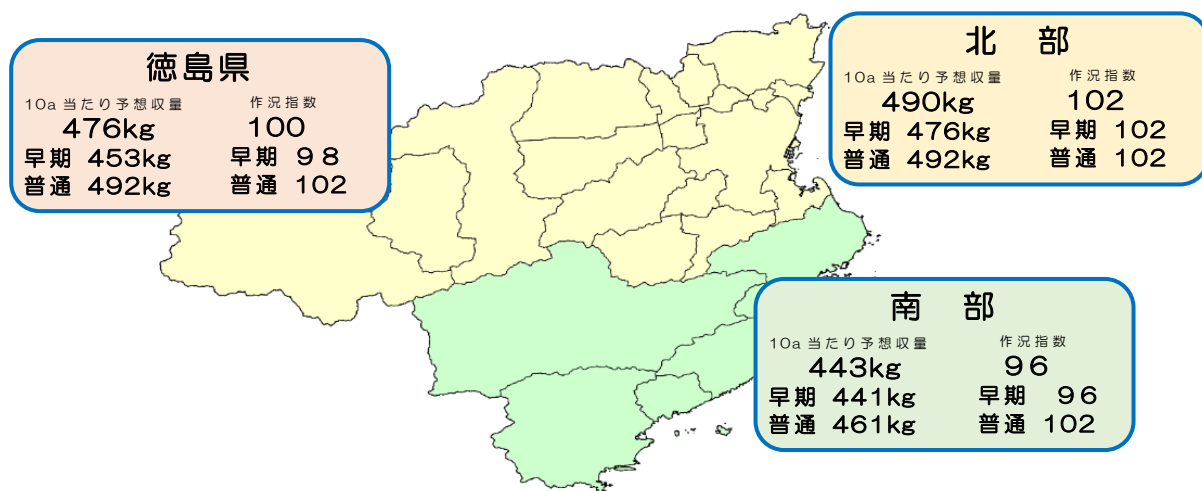 徳島県
10a 当たり予想収量 作況指数
476kg 100
早期 453kg 早期 98
普通 492kg 普通 102
北 部
10a 当たり予想収量 作況指数
490kg 102
早期 476kg 早期 102
普通 492kg 普通 102
南 部
10a 当たり予想収量 作況指数
443kg 96
早期 441kg 早期 96
普通 461kg 普通 102